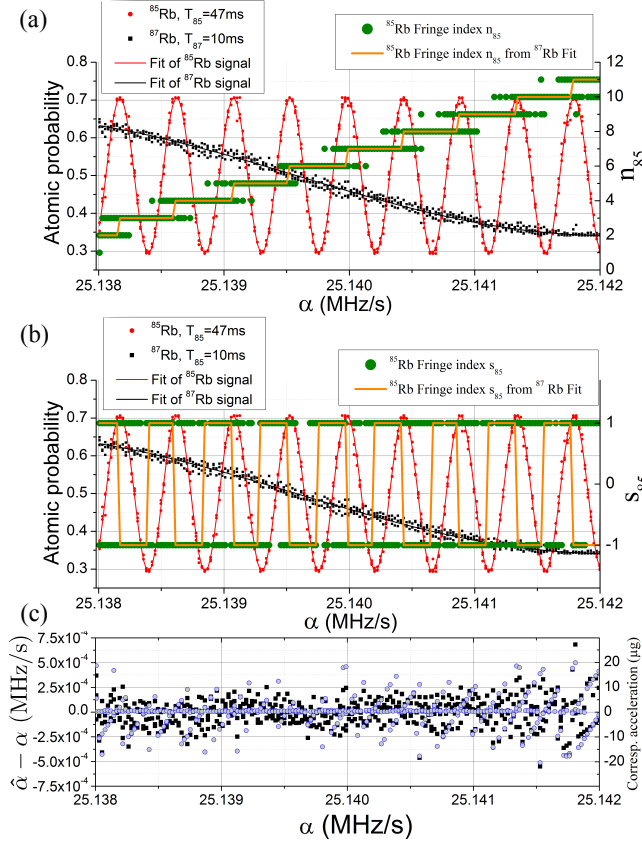 (a)
⁸⁵Rb, T₈₅=47ms
⁸⁷Rb, T₈₇=10ms
Fit of ⁸⁵Rb signal
Fit of ⁸⁷Rb signal
⁸⁵Rb Fringe index n₈₅
⁸⁵Rb Fringe index n₈₅ from ⁸⁷Rb Fit
Atomic probability
0.8
0.7
0.6
0.5
0.4
0.3
12
10
8
6
4
2
0
n₈₅
25.138 25.139 25.140 25.141 25.142
α (MHz/s)
(b)
⁸⁵Rb, T₈₅=47ms
⁸⁷Rb, T₈₇=10ms
Fit of ⁸⁵Rb signal
Fit of ⁸⁷Rb signal
⁸⁵Rb Fringe index s₈₅
⁸⁵Rb Fringe index s₈₅ from ⁸⁷ Rb Fit
Atomic probability
0.8
0.7
0.6
0.5
0.4
0.3
1
0
-1
s₈₅
25.138 25.139 25.140 25.141 25.142
α (MHz/s)
(c)
α̂ − α (MHz/s)
7.5x10⁻⁴
5.0x10⁻⁴
2.5x10⁻⁴
0.0
-2.5x10⁻⁴
-5.0x10⁻⁴
-7.5x10⁻⁴
20
10
0
-10
-20
Corresp. acceleration (µg)
25.138 25.139 25.140 25.141 25.142
α (MHz/s)